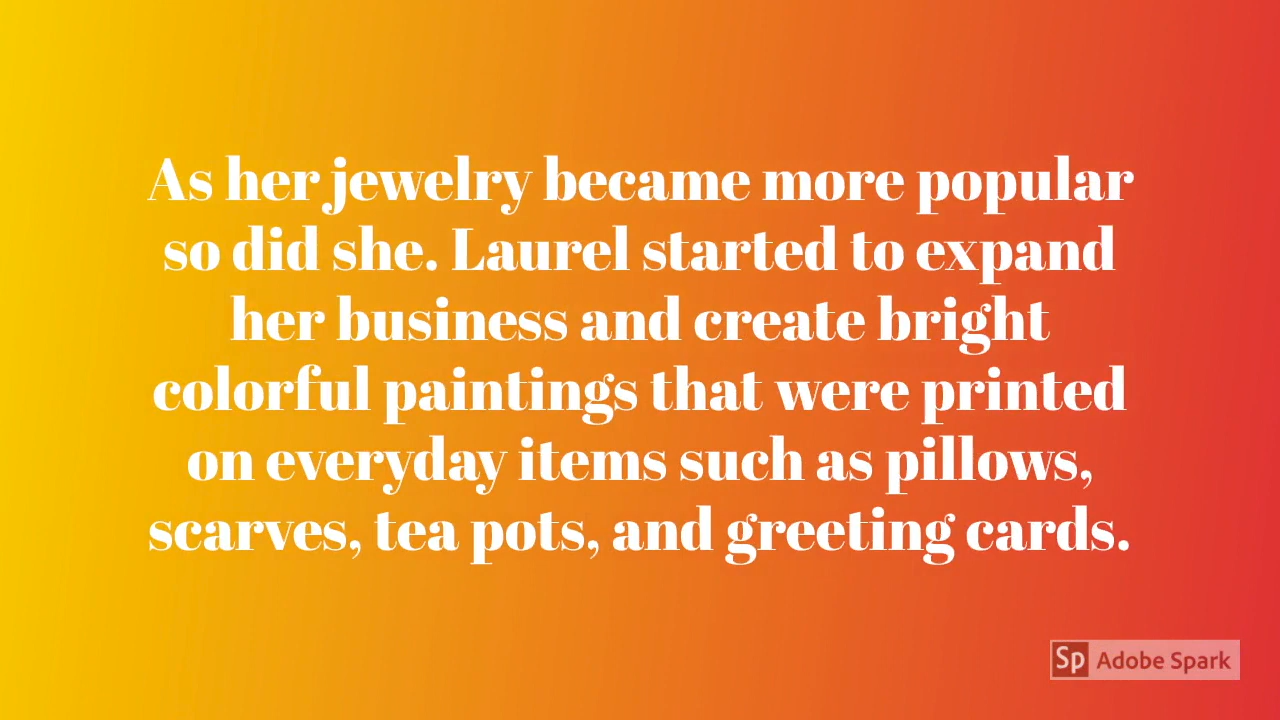 As her jewelry became more popular
so did she. Laurel started to expand
her business and create bright
colorful paintings that were printed
on everyday items such as pillows,
scarves, tea pots, and greeting cards.
Sp Adobe Spark